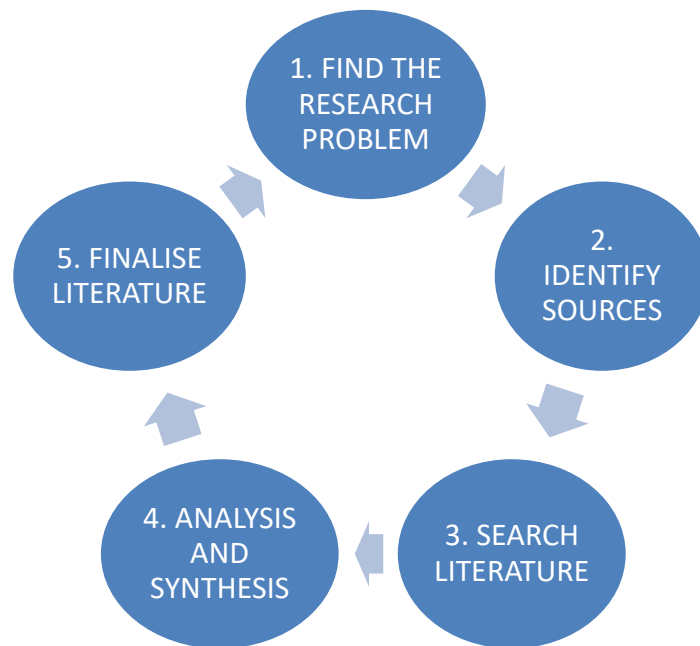 1. FIND THE
RESEARCH
PROBLEM
2.
IDENTIFY
SOURCES
3. SEARCH
LITERATURE
4. ANALYSIS
AND
SYNTHESIS
5. FINALISE
LITERATURE